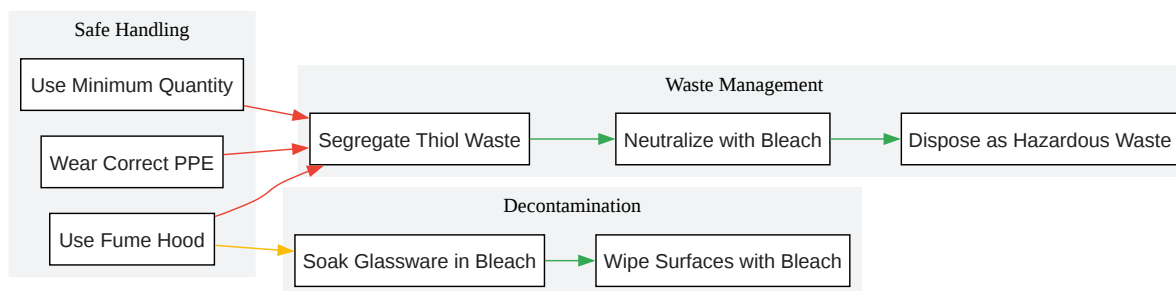 Safe Handling
Use Minimum Quantity
Wear Correct PPE
Use Fume Hood
Waste Management
Segregate Thiol Waste
Neutralize with Bleach
Dispose as Hazardous Waste
Decontamination
Soak Glassware in Bleach
Wipe Surfaces with Bleach